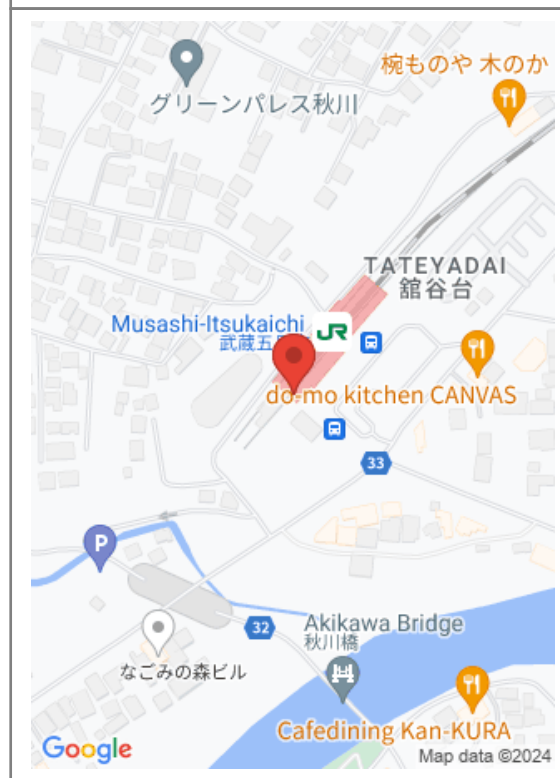 椀ものや 木のか
グリーンパレス秋川
TATEYADAI
舘谷台
Musashi-Itsukaichi
JR
武蔵五
do-mo kitchen CANVAS
33
P
32
Akikawa Bridge
秋川橋
なごみの森ビル
Cafedining Kan-KURA
Google
Map data ©2024